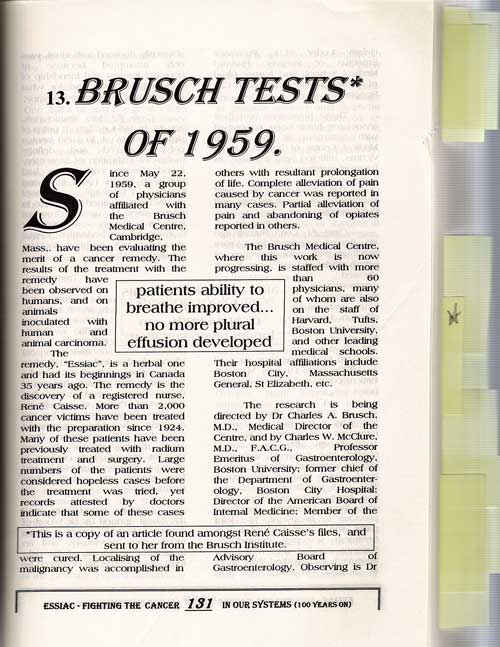 13. BRUSCH TESTS*
OF 1959.
Since May 22,
1959, a group
of physicians
affiliated with
the Brusch
Medical Centre,
Cambridge,
Mass,. have been evaluating the
merit of a cancer remedy. The
results of the treatment with the
remedy have
been observed on
humans, and on
animals
inoculated with
human and
animal carcinoma.
The
remedy, "Essiac", is a herbal one
and had its beginnings in Canada
35 years ago. The remedy is the
discovery of a registered nurse,
René Caisse. More than 2,000
cancer victims have been treated
with the preparation since 1924.
Many of these patients have been
previously treated with radium
treatment and surgery. Large
numbers of the patients were
considered hopeless cases before
the treatment was tried, yet
records attested by doctors
indicate that some of these cases
were cured. Localising of the
malignancy was accomplished in
patients ability to
breathe improved...
no more plural
effusion developed
others with resultant prolongation
of life. Complete alleviation of pain
caused by cancer was reported in
many cases. Partial alleviation of
pain and abandoning of opiates
reported in others.
The Brusch Medical Centre,
where this work is now
progressing, is staffed with more
than 60
physicians, many
of whom are also
on the staff of
Harvard, Tufts,
Boston University,
and other leading
medical schools.
Their hospital affiliations include
Boston City, Massachusetts
General, St Elizabeth, etc.
The research is being
directed by Dr Charles A. Brusch,
M.D., Medical Director of the
Centre, and by Charles W. McClure,
M.D., F.A.C.G., Professor
Emeritus of Gastroenterology,
Boston University; former chief of
the Department of Gastroenter-
ology, Boston City Hospital;
Director of the American Board of
Internal Medicine; Member of the
Advisory Board of
Gastroenterology. Observing is Dr
*This is a copy of an article found amongst René Caisse's files, and
sent to her from the Brusch Institute.
ESSIAC - FIGHTING THE CANCER 131 IN OUR SYSTEMS (100 YEARS ON)